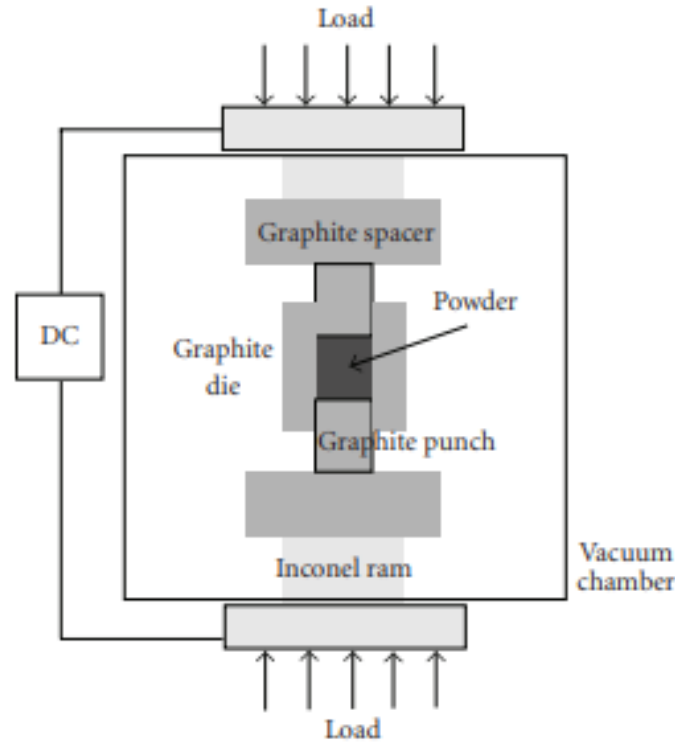 Load
Graphite spacer
Powder
DC
Graphite
die
Graphite punch
Inconel ram
Vacuum
chamber
Load